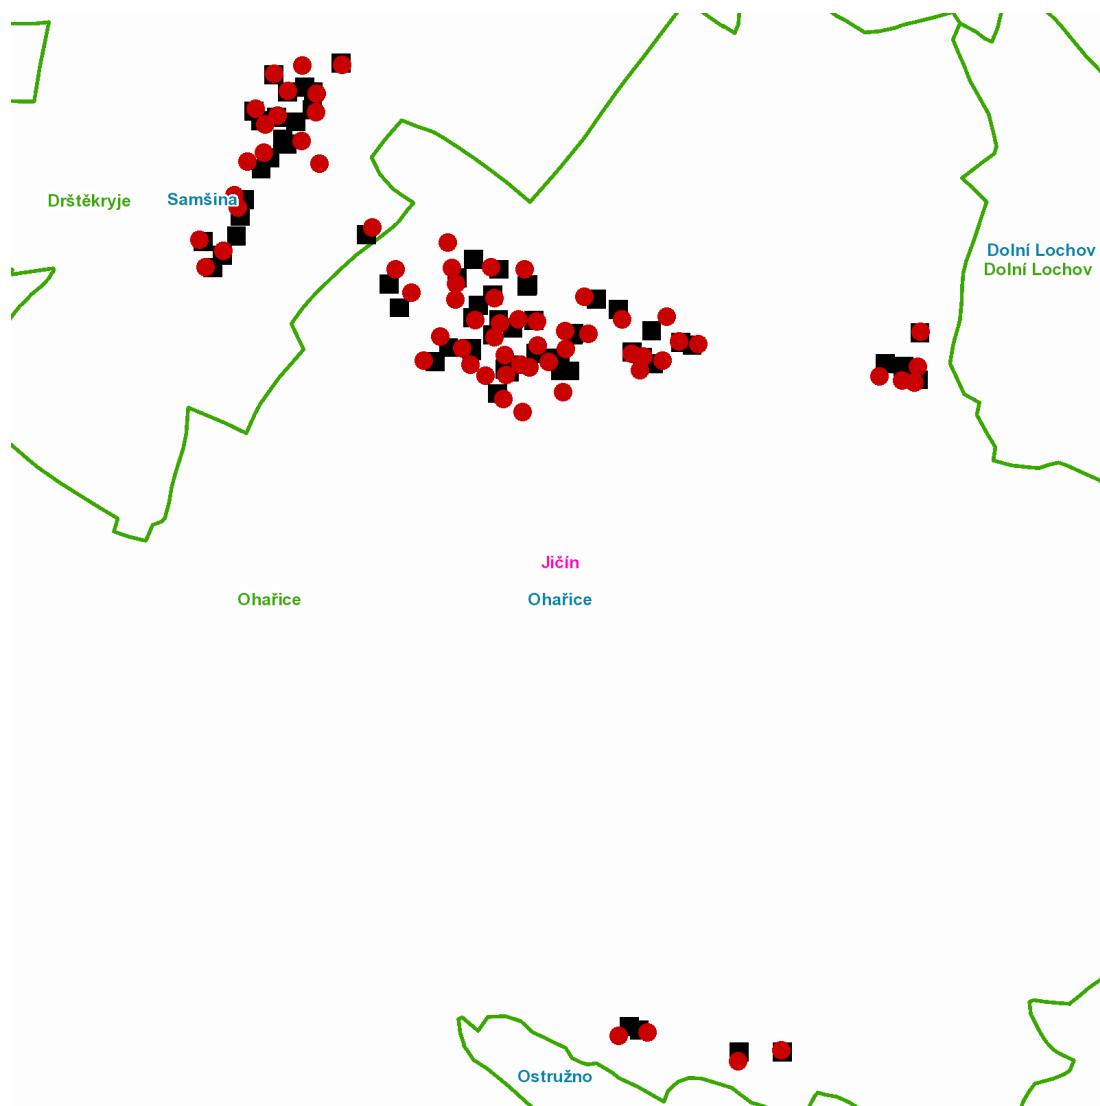 Drštěkryje
Samšina
Dolní Lochov
Dolní Lochov
Jičín
Ohařice
Ohařice
Ostružno